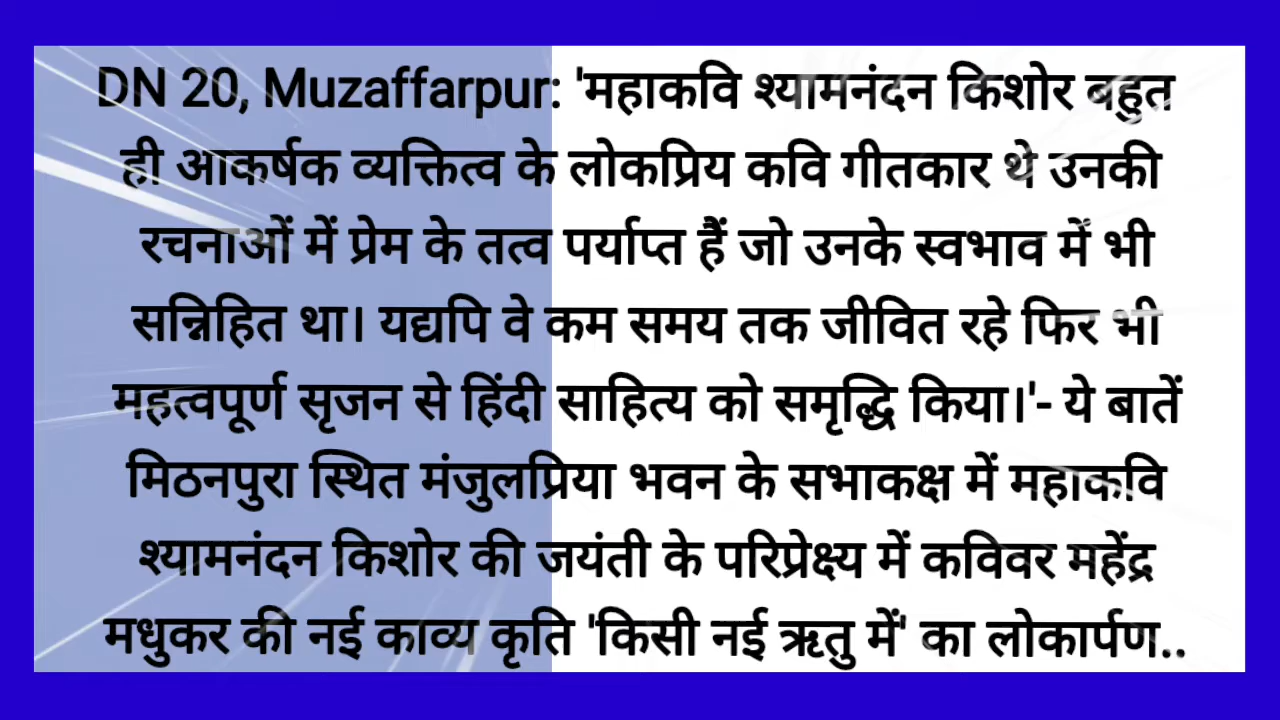 DN 20, Muzaffarpur: 'महाकवि श्यामनंदन किशोर बहुत
ही आकर्षक व्यक्तित्व के लोकप्रिय कवि गीतकार थे उनकी
रचनाओं में प्रेम के तत्व पर्याप्त हैं जो उनके स्वभाव में भी
सन्निहित था। यद्यपि वे कम समय तक जीवित रहे फिर भी
महत्वपूर्ण सृजन से हिंदी साहित्य को समृद्धि किया।'- ये बातें
मिठनपुरा स्थित मंजुलप्रिया भवन के सभाकक्ष में महाकवि
श्यामनंदन किशोर की जयंती के परिप्रेक्ष्य में कविवर महेंद्र
मधुकर की नई काव्य कृति 'किसी नई ऋतु में' का लोकार्पण..